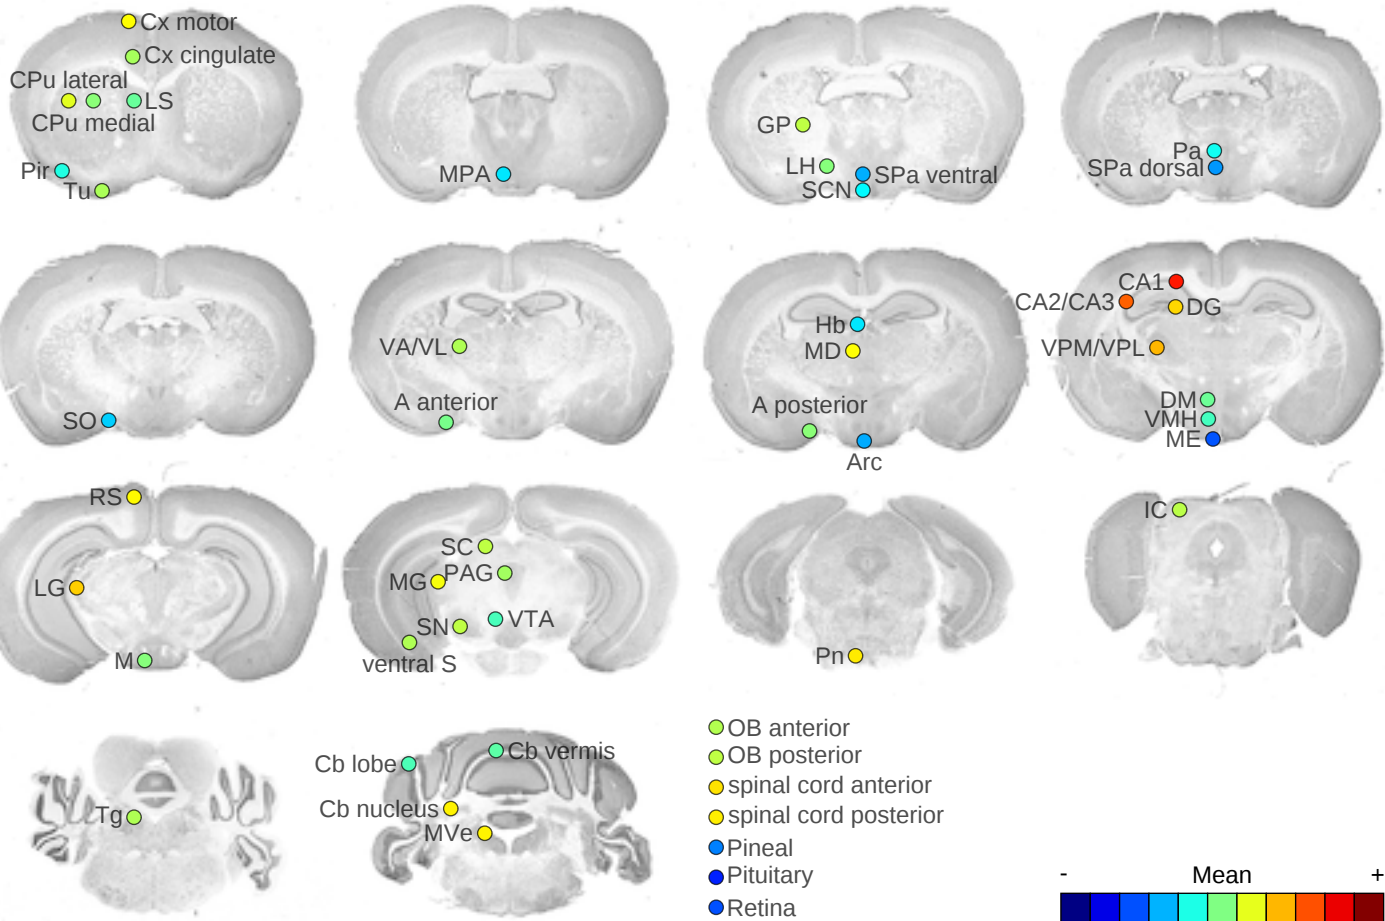 Cx motor
Cx cingulate
CPu lateral
LS
CPu medial
Pir
Tu
MPA
GP
LH
SPa ventral
SCN
Pa
SPa dorsal
SO
VA/VL
A anterior
Hb
MD
A posterior
Arc
CA1
CA2/CA3
DG
VPM/VPL
DM
VMH
ME
RS
LG
M
SC
PAG
MG
VTA
SN
ventral S
Pn
IC
Tg
Cb vermis
Cb lobe
Cb nucleus
MVe
OB anterior
OB posterior
spinal cord anterior
spinal cord posterior
Pineal
Pituitary
Retina
- Mean +